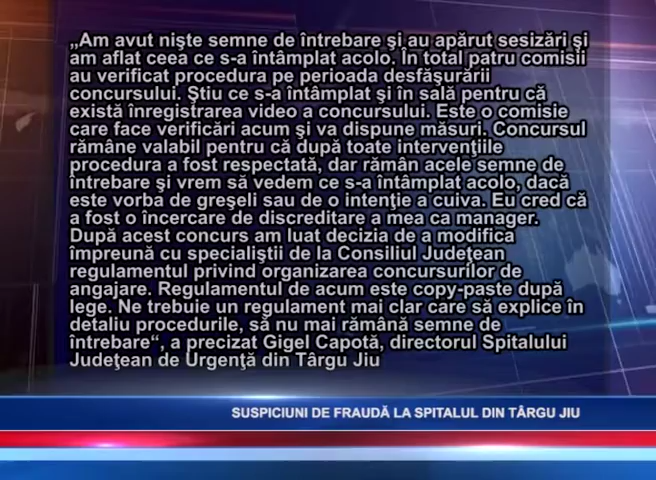 „Am avut nişte semne de întrebare şi au apărut sesizări şi
am aflat ceea ce s-a întâmplat acolo. În total patru comisii
au verificat procedura pe perioada desfăşurării
concursului. Ştiu ce s-a întâmplat şi în sală pentru că
există înregistrarea video a concursului. Este o comisie
care face verificări acum şi va dispune măsuri. Concursul
rămâne valabil pentru că după toate intervenţiile
procedura a fost respectată, dar rămân acele semne de
întrebare şi vrem să vedem ce s-a întâmplat acolo, dacă
este vorba de greşeli sau de o intenţie a cuiva. Eu cred că
a fost o încercare de discreditare a mea ca manager.
După acest concurs am luat decizia de a modifica
împreună cu specialiştii de la Consiliul Judeţean
regulamentul privind organizarea concursurilor de
angajare. Regulamentul de acum este copy-paste după
lege. Ne trebuie un regulament mai clar care să explice în
detaliu procedurile, să nu mai rămână semne de
întrebare“, a precizat Gigel Capotă, directorul Spitalului
Judeţean de Urgenţă din Târgu Jiu
SUSPICIUNI DE FRAUDĂ LA SPITALUL DIN TÂRGU JIU